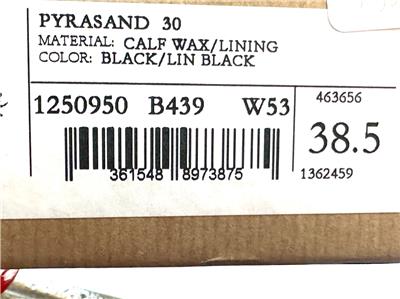 PYRASAND 30
MATERIAL: CALF WAX/LINING
COLOR: BLACK/LIN BLACK
1250950 B439 W53
463656
38.5
361548 8973875
1362459